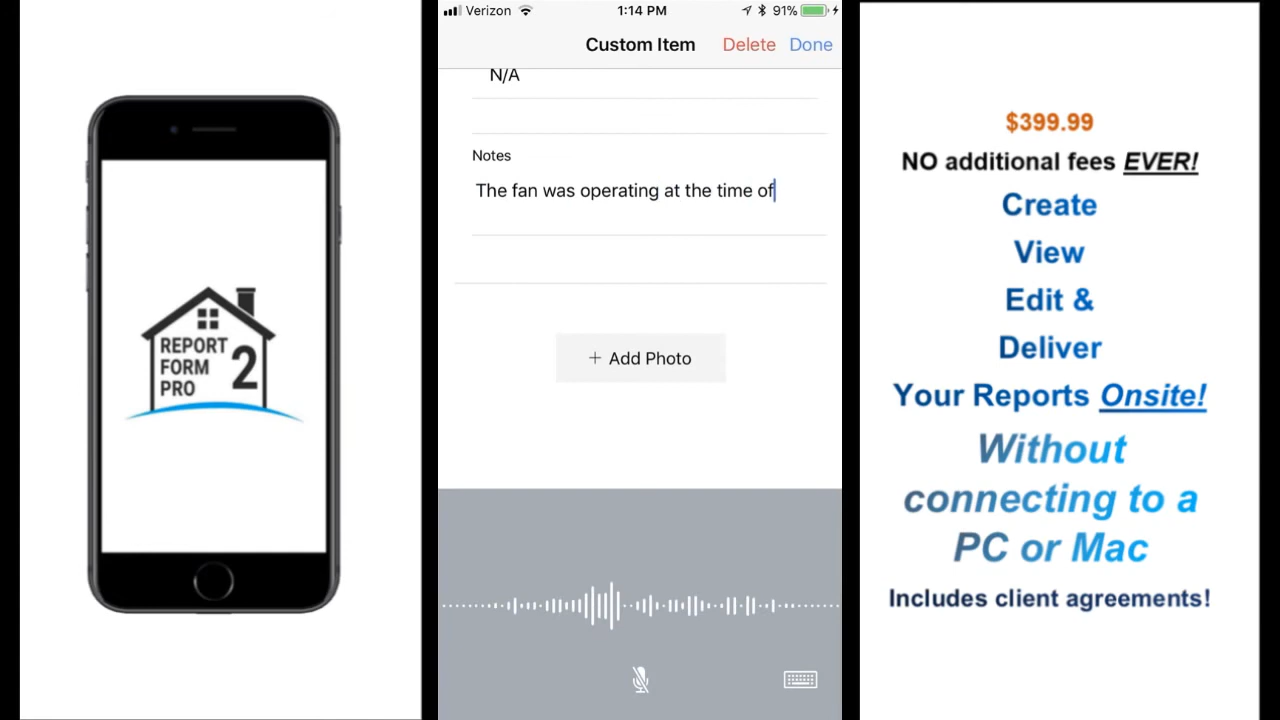 REPORT
FORM
PRO
2
Verizon
1:14 PM
91%
Custom Item
Delete
Done
N/A
Notes
The fan was operating at the time of
+ Add Photo
$399.99
NO additional fees EVER!
Create
View
Edit &
Deliver
Your Reports Onsite!
Without
connecting to a
PC or Mac
Includes client agreements!